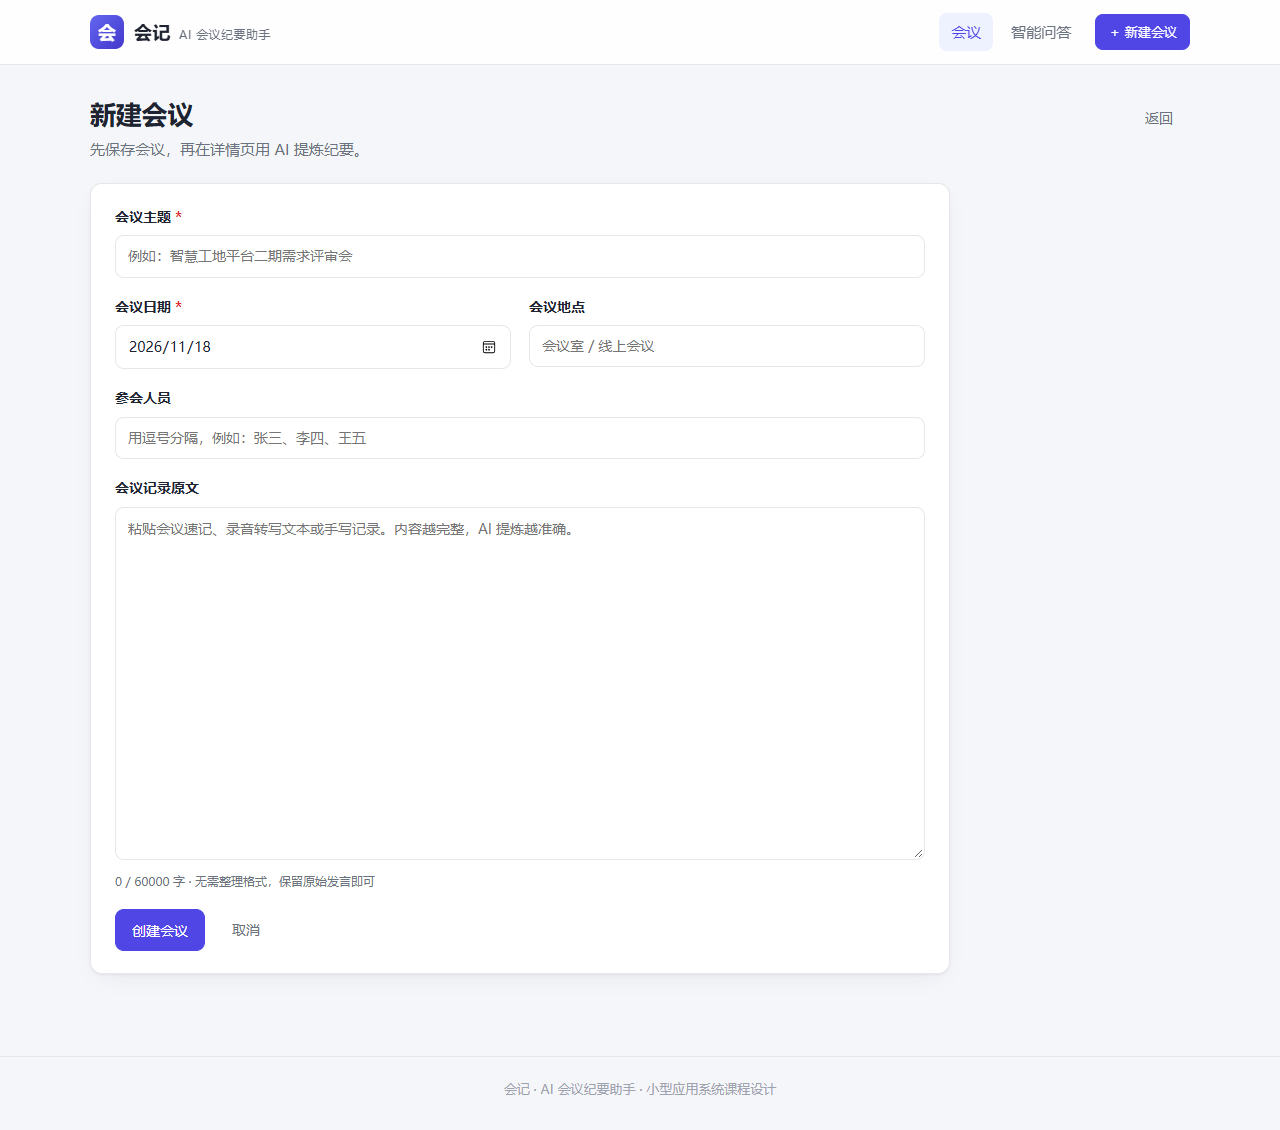 会 会记 AI 会议纪要助手 会议 智能问答 + 新建会议
新建会议
返回
先保存会议，再在详情页用 AI 提炼纪要。
会议主题 *
例如：智慧工地平台二期需求评审会
会议日期 * 会议地点
2026/11/18 会议室 / 线上会议
参会人员
用逗号分隔，例如：张三、李四、王五
会议记录原文
粘贴会议速记、录音转写文本或手写记录。内容越完整，AI 提炼越准确。
0 / 60000 字 · 无需整理格式，保留原始发言即可
创建会议 取消
会记 · AI 会议纪要助手 · 小型应用系统课程设计